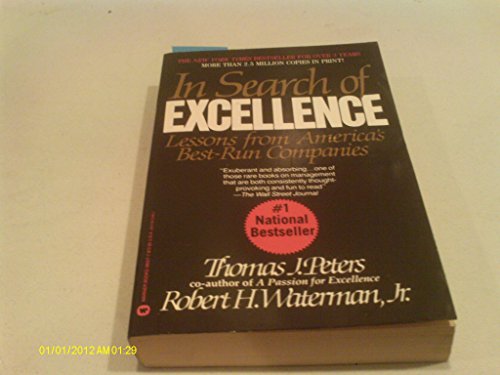 THE NEW YORK TIMES BESTSELLER FOR OVER 3 YEARS
MORE THAN 2.5 MILLION COPIES IN PRINT!
In Search of
EXCELLENCE
Lessons from America's
Best-Run Companies
"Exuberant and absorbing...one of
those rare books on management
that are both consistently thought-
provoking and fun to read"
—The Wall Street Journal
#1
National
Bestseller
Thomas J. Peters
co-author of A Passion for Excellence
Robert H. Waterman, Jr.
01/01/2012 AM 01:29